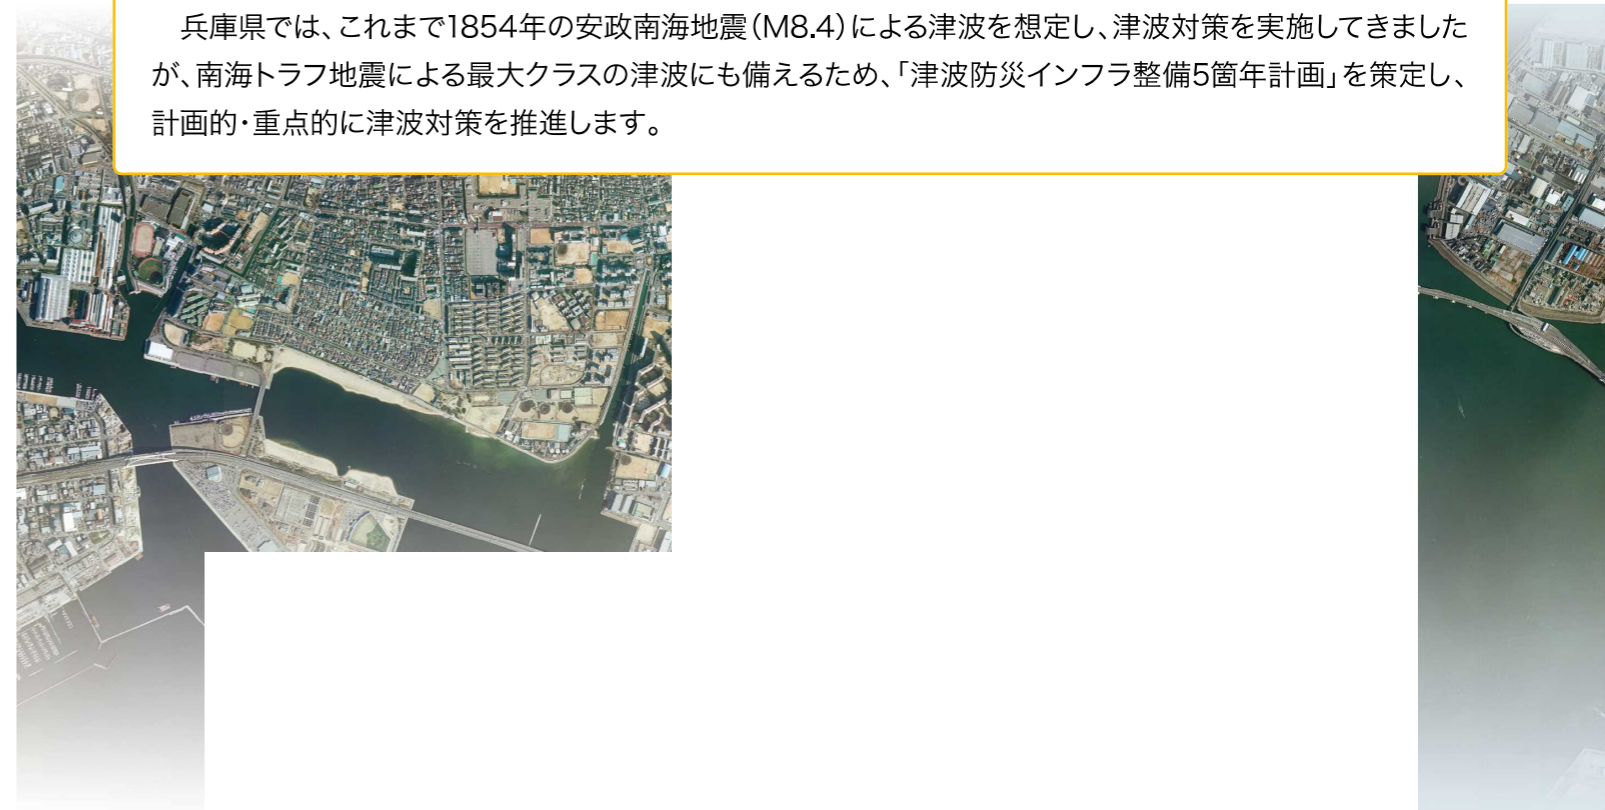 兵庫県では、これまで1854年の安政南海地震（M8.4）による津波を想定し、津波対策を実施してきました
が、南海トラフ地震による最大クラスの津波にも備えるため、「津波防災インフラ整備5箇年計画」を策定し、
計画的・重点的に津波対策を推進します。